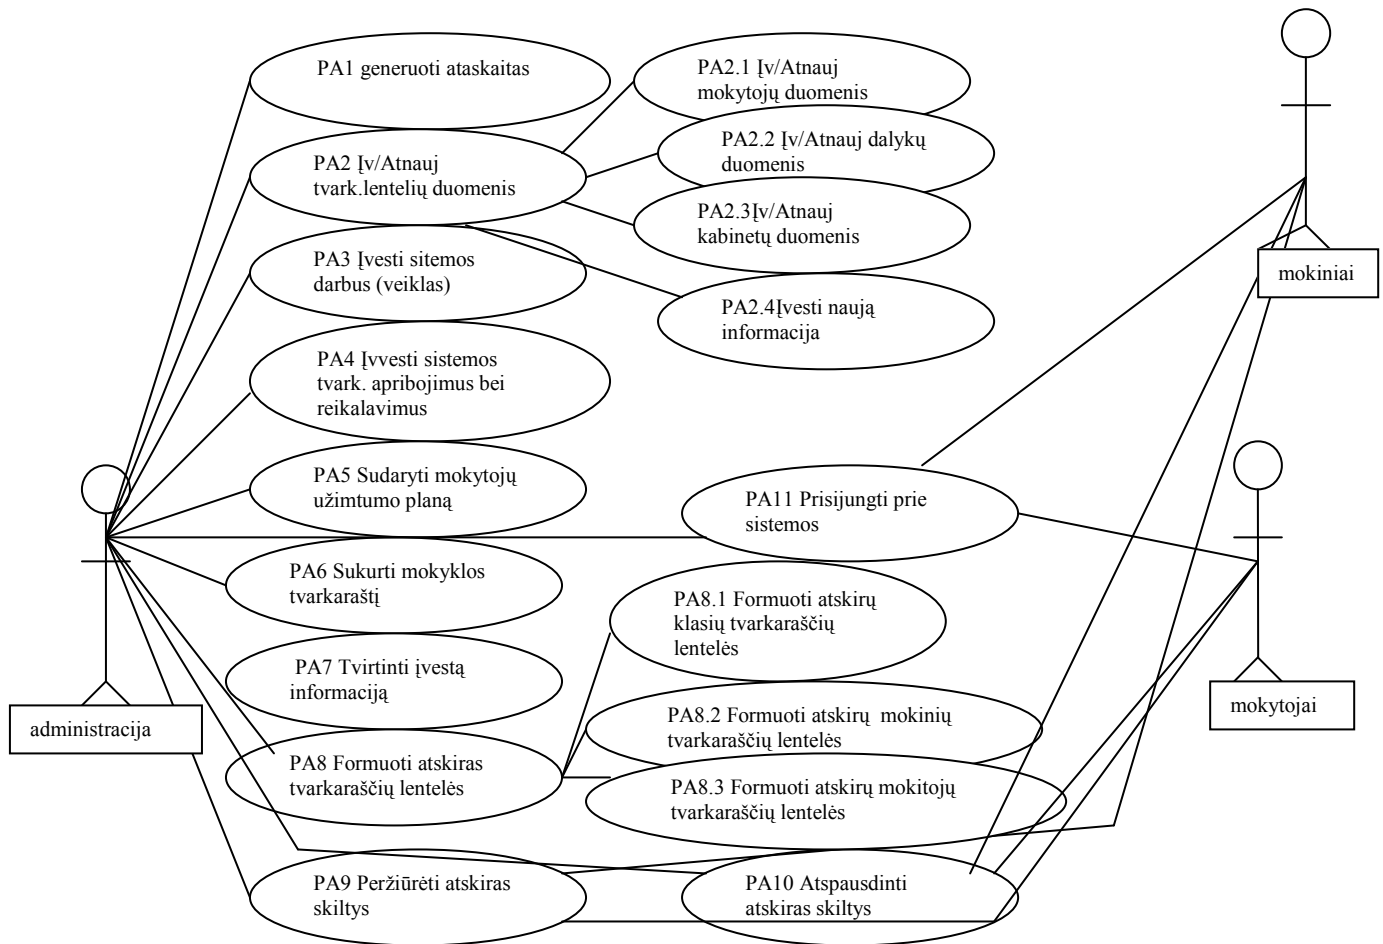 PA1 generuoti ataskaitas
PA2 Įv/Atnauj
tvark.lentelių duomenis
PA3 Įvesti sitemos
darbus (veiklas)
PA4 Įvvesti sistemos
tvark. apribojimus bei
reikalavimus
PA5 Sudaryti mokytojų
užimtumo planą
PA6 Sukurti mokyklos
tvarkaraštį
PA7 Tvirtinti įvestą
informaciją
PA8 Formuoti atskiras
tvarkaraščių lentelės
PA9 Peržiūrėti atskiras
skiltys
PA2.1 Įv/Atnauj
mokytojų duomenis
PA2.2 Įv/Atnauj dalykų
duomenis
PA2.3Įv/Atnauj
kabinetų duomenis
PA2.4Įvesti naują
informacija
PA11 Prisijungti prie
sistemos
PA8.1 Formuoti atskirų
klasių tvarkaraščių
lentelės
PA8.2 Formuoti atskirų  mokinių
tvarkaraščių lentelės
PA8.3 Formuoti atskirų mokitojų
tvarkaraščių lentelės
PA10 Atspausdinti
atskiras skiltys
administracija
mokiniai
mokytojai